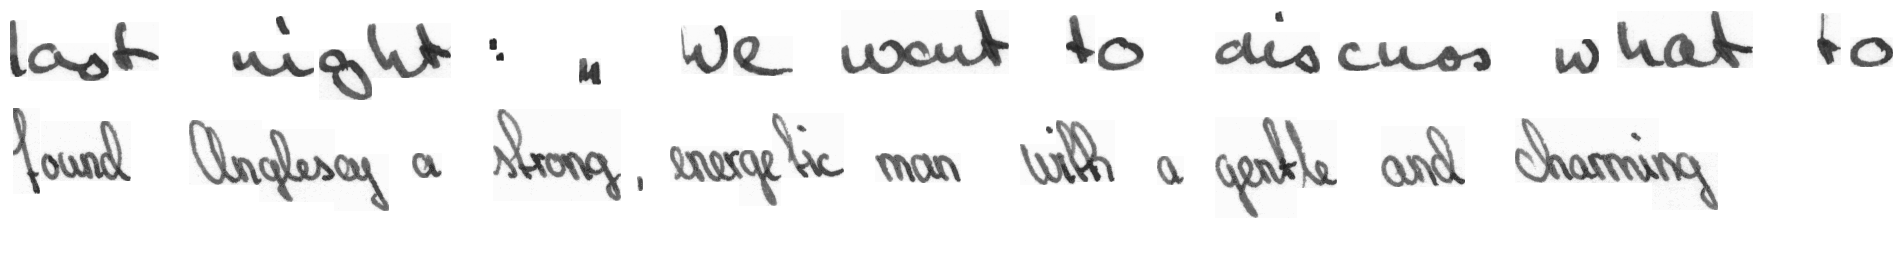 last night : „ We want to discuss what to
found Anglesey a strong, energetic man with a gentle and charming